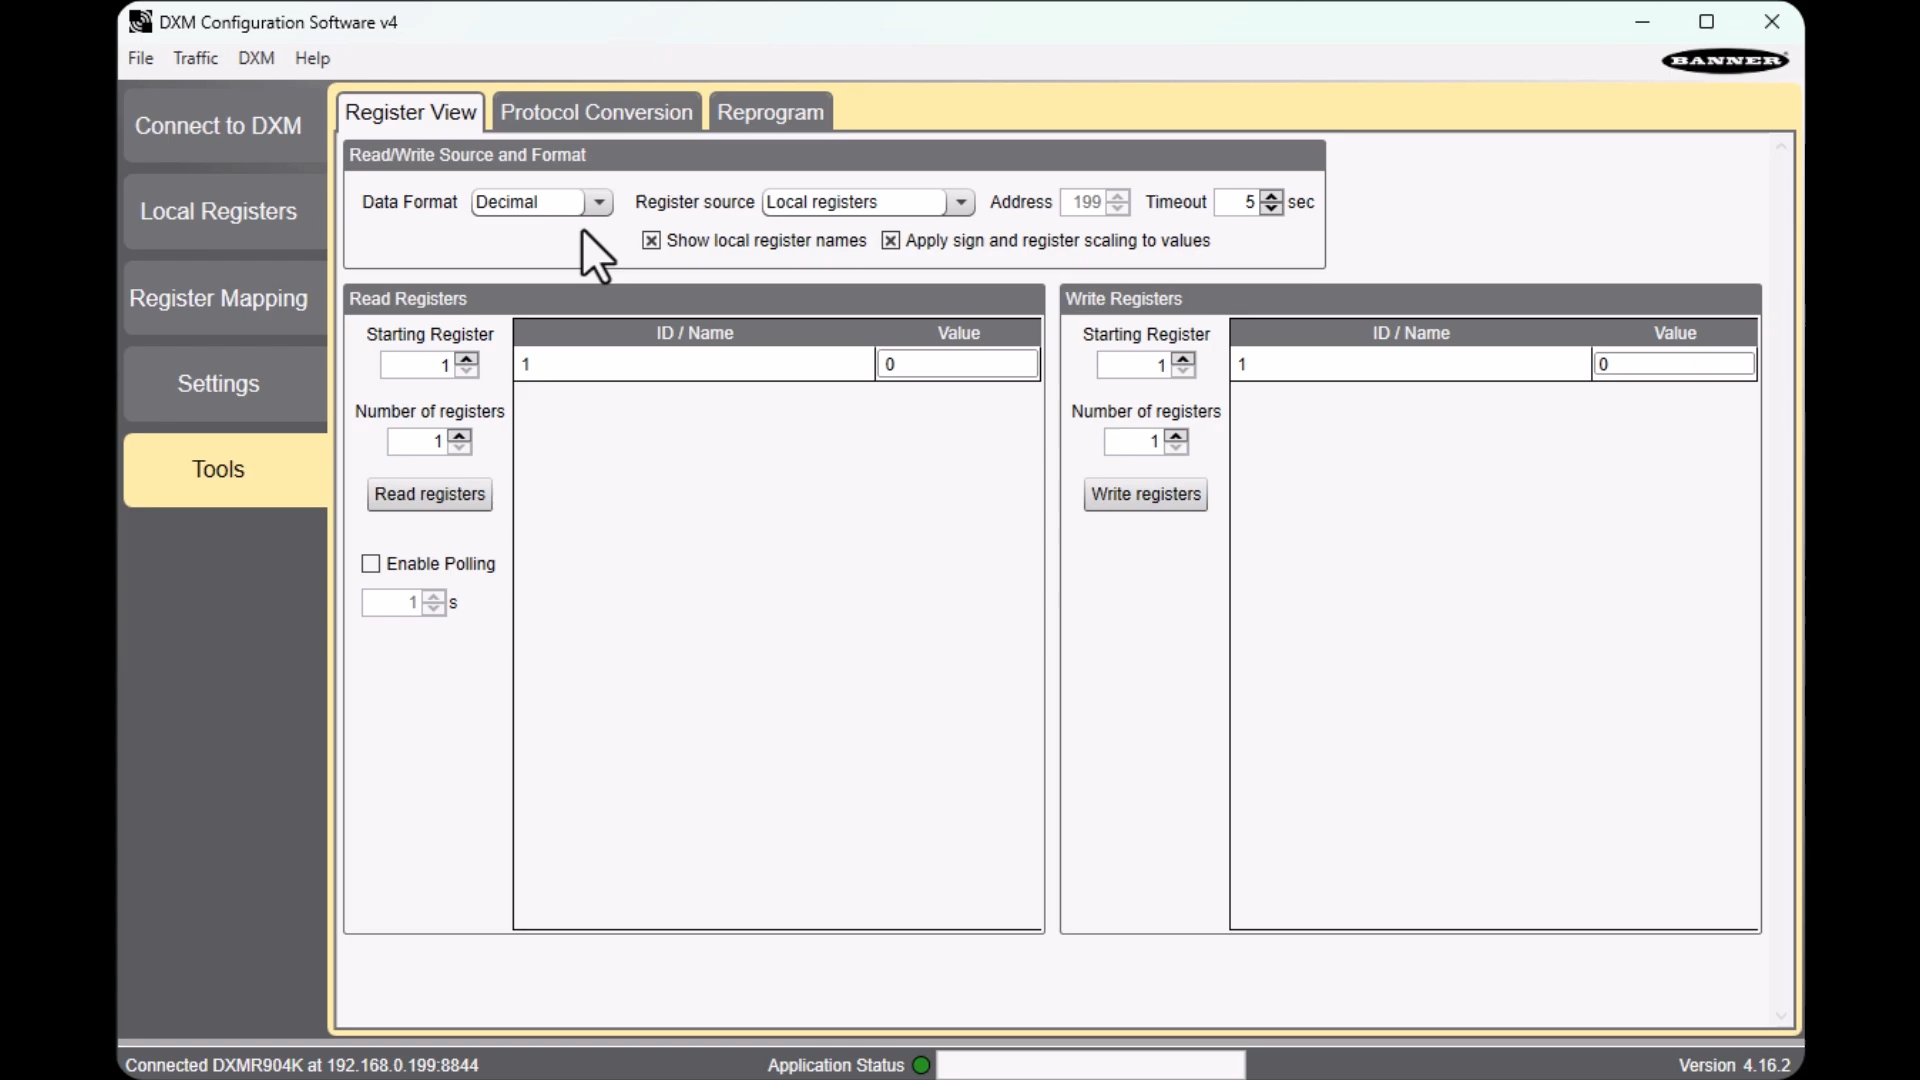 DXM Configuration Software v4
File Traffic DXM Help
BANNER
Connect to DXM
Local Registers
Register Mapping
Settings
Tools
Register View Protocol Conversion Reprogram
Read/Write Source and Format
Data Format Decimal Register source Local registers Address 199 Timeout 5 sec
Show local register names Apply sign and register scaling to values
Read Registers
Starting Register
1
Number of registers
1
Read registers
Enable Polling
1 s
ID / Name Value
1 0
Write Registers
Starting Register
1
Number of registers
1
Write registers
ID / Name Value
1 0
Connected DXMR904K at 192.168.0.199:8844 Application Status Version 4.16.2